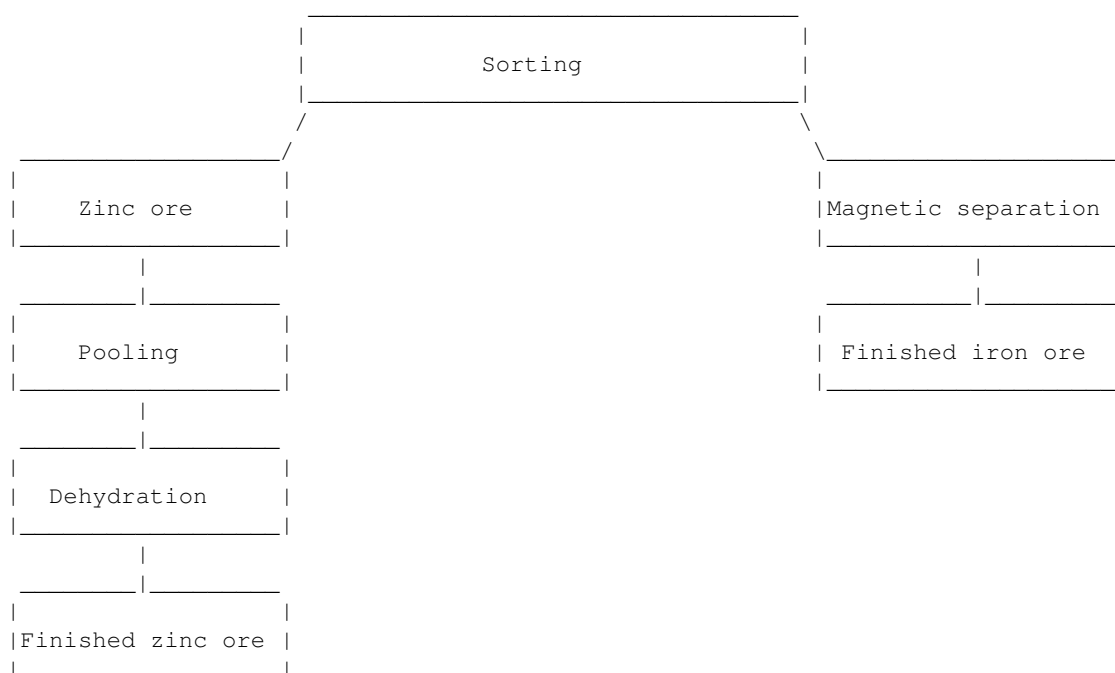 Sorting
Zinc ore
Magnetic separation
Pooling
Finished iron ore
Dehydration
Finished zinc ore